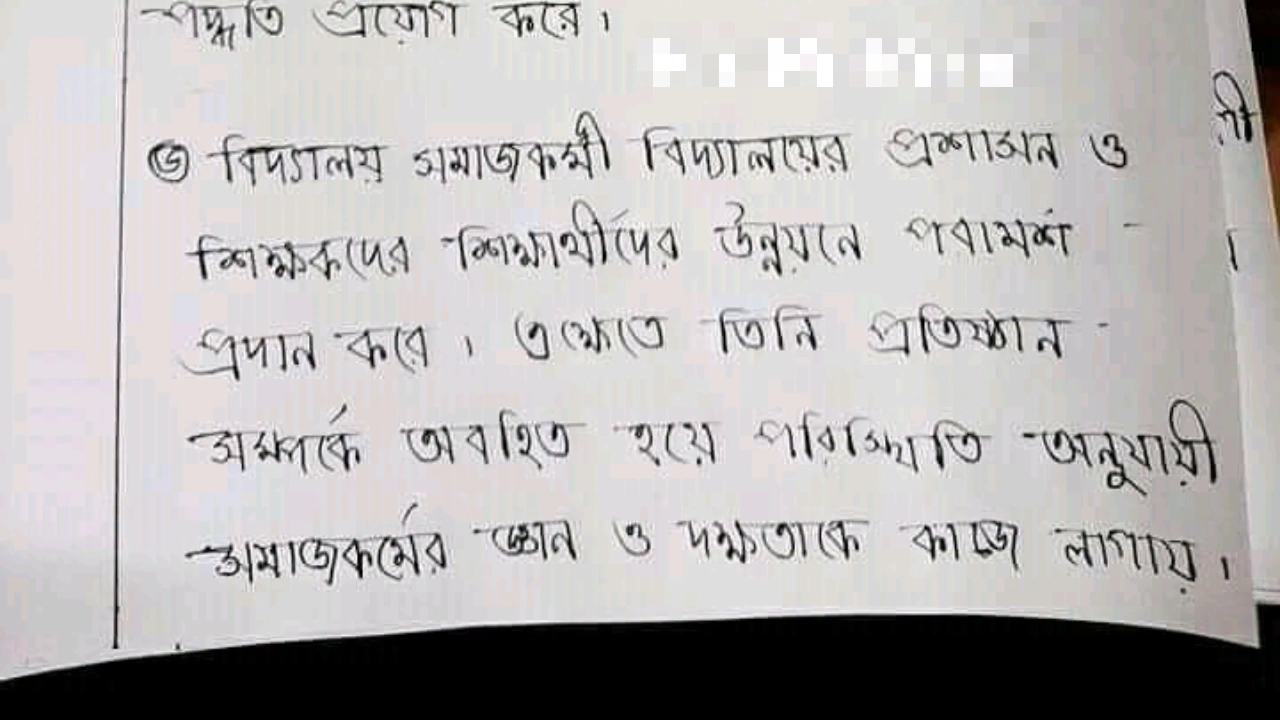 পদ্ধতি প্রয়োগ করে।
৬ বিদ্যালয় সমাজকর্মী বিদ্যালয়ের প্রশাসন ও
শিক্ষকদের শিক্ষার্থীদের উন্নয়নে পরামর্শ -
প্রদান করে। এক্ষেত্রে তিনি প্রতিষ্ঠান -
সম্পর্কে অবহিত হয়ে পরিস্থিতি অনুযায়ী
সমাজকর্মের জ্ঞান ও দক্ষতাকে কাজে লাগায়।